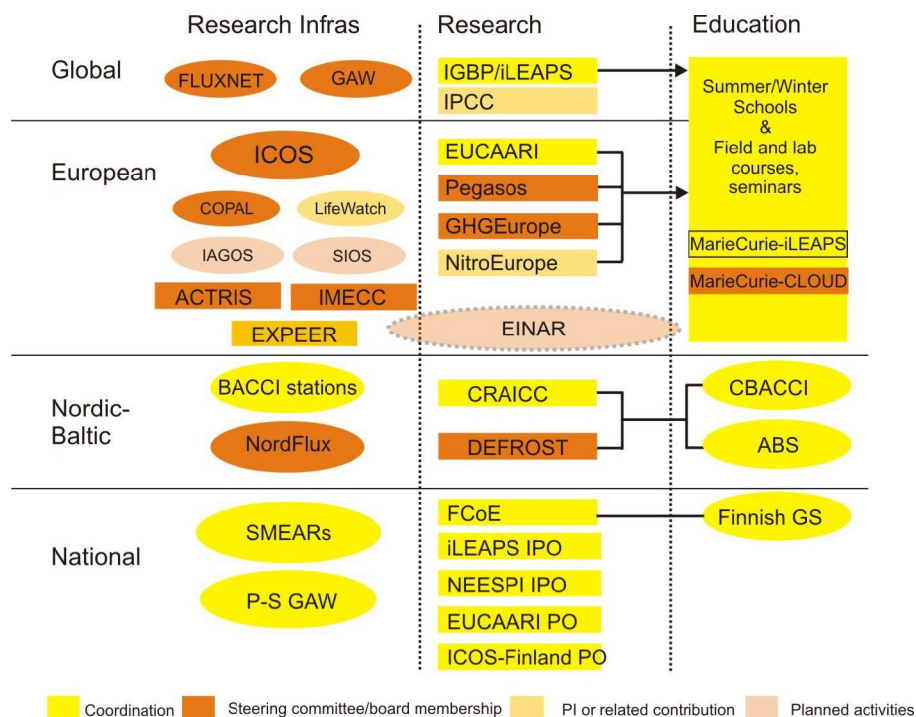 Research Infras
Research
Education
Global
FLUXNET
GAW
IGBP/iLEAPS
IPCC
Summer/Winter
Schools
&
Field and lab
courses,
seminars
MarieCurie-iLEAPS
MarieCurie-CLOUD
European
ICOS
COPAL
LifeWatch
IAGOS
SIOS
ACTRIS
IMECC
EXPEER
EUCAARI
Pegasos
GHGEurope
NitroEurope
EINAR
Nordic-
Baltic
BACCI stations
NordFlux
CRAICC
DEFROST
CBACCI
ABS
National
SMEARs
P-S GAW
FCoE
iLEAPS IPO
NEESPI IPO
EUCAARI PO
ICOS-Finland PO
Finnish GS
Coordination
Steering committee/board membership
PI or related contribution
Planned activities